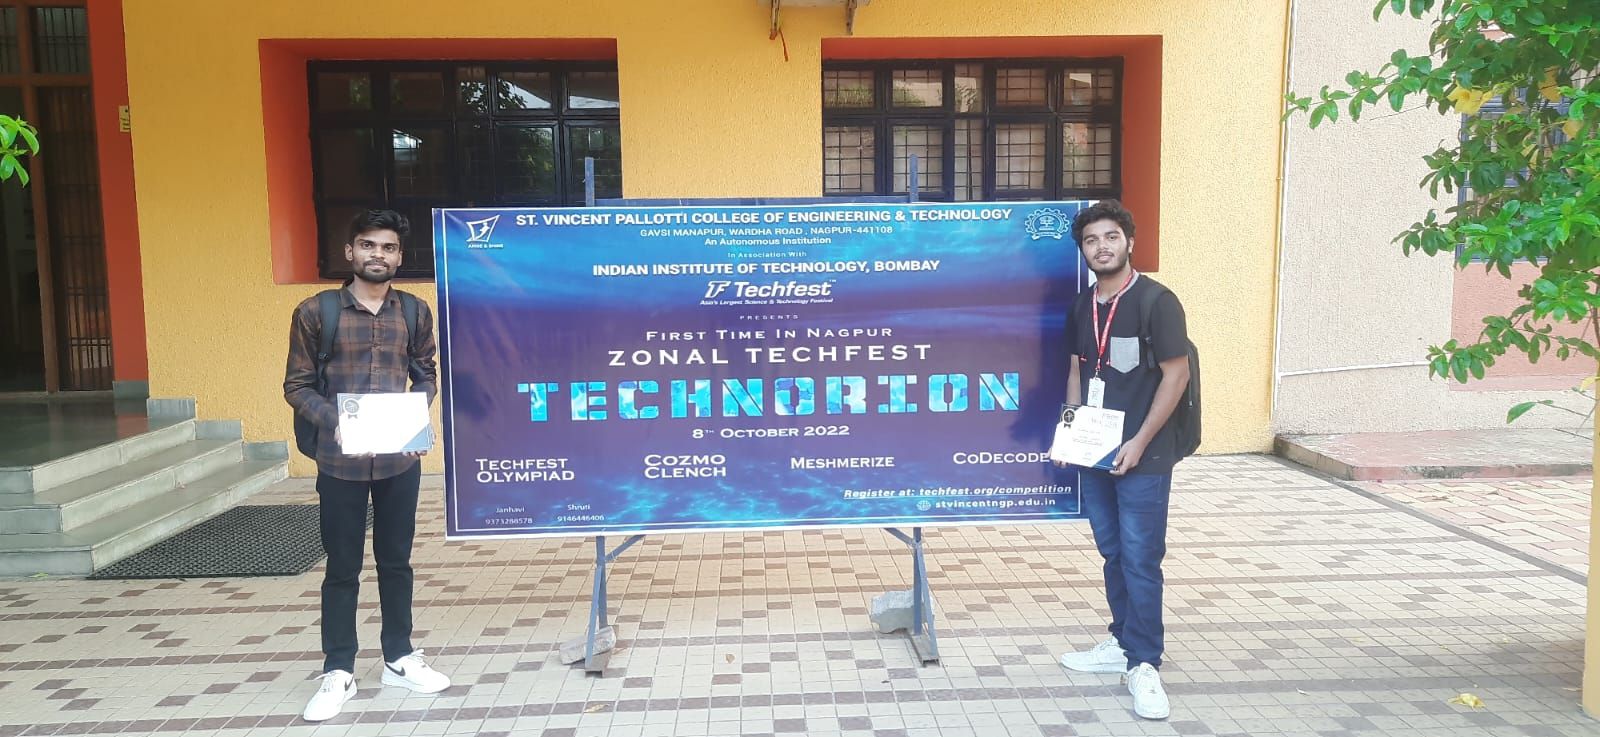 ST. VINCENT PALLOTTI COLLEGE OF ENGINEERING & TECHNOLOGY
GAVSI MANAPUR, WARDHA ROAD , NAGPUR-441108
An Autonomous Institution
ARISE & SHINE
In Association With
INDIAN INSTITUTE OF TECHNOLOGY, BOMBAY
Techfest™
Asia's Largest Science & Technology Festival
PRESENTS
FIRST TIME IN NAGPUR
ZONAL TECHFEST
TECHNORION
8TH OCTOBER 2022
TECHFEST OLYMPIAD
COZMO CLENCH
MESHMERIZE
CODECODE
Register at: techfest.org/competition
stvincentngp.edu.in
Janhavi
9373288578
Shruti
9146446406